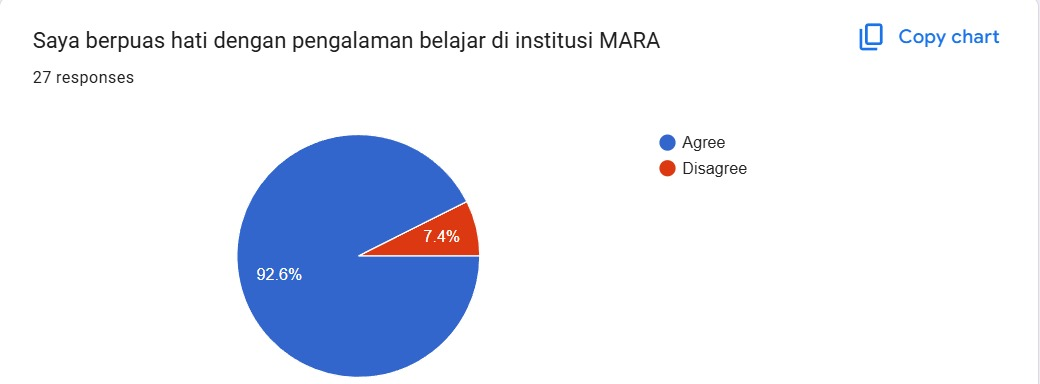 Saya berpuas hati dengan pengalaman belajar di institusi MARA
Copy chart
27 responses
Agree
Disagree
7.4%
92.6%